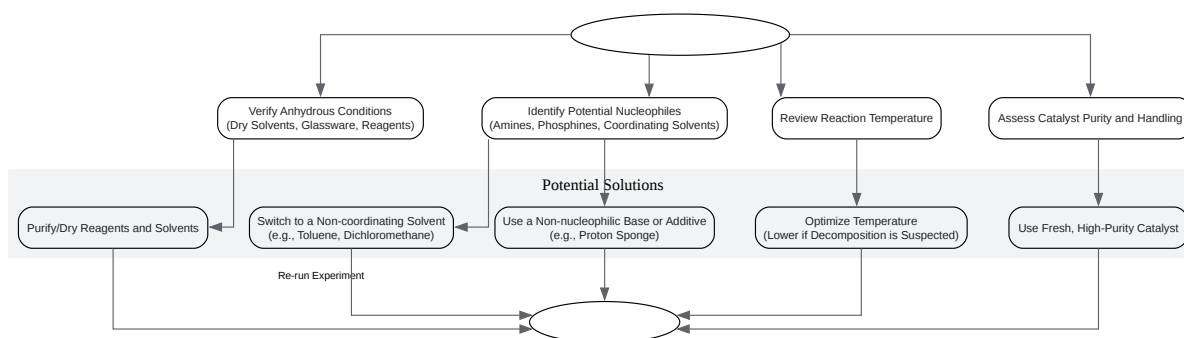 Verify Anhydrous Conditions
(Dry Solvents, Glassware, Reagents)
Identify Potential Nucleophiles
(Amines, Phosphines, Coordinating Solvents)
Review Reaction Temperature
Assess Catalyst Purity and Handling
Potential Solutions
Purify/Dry Reagents and Solvents
Switch to a Non-coordinating Solvent
(e.g., Toluene, Dichloromethane)
Use a Non-nucleophilic Base or Additive
(e.g., Proton Sponge)
Optimize Temperature
(Lower if Decomposition is Suspected)
Use Fresh, High-Purity Catalyst
Re-run Experiment